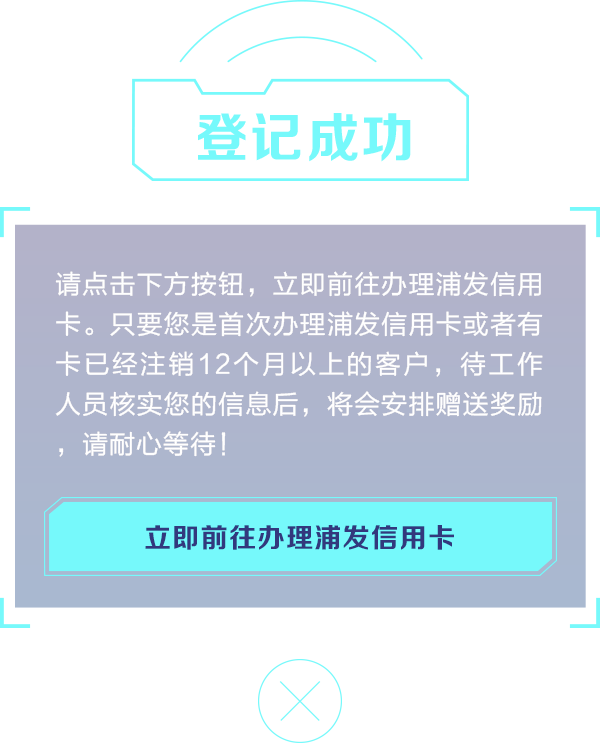 登记成功
请点击下方按钮，立即前往办理浦发信用
卡。只要您是首次办理浦发信用卡或者有
卡已经注销12个月以上的客户，待工作
人员核实您的信息后，将会安排赠送奖励
，请耐心等待！
立即前往办理浦发信用卡